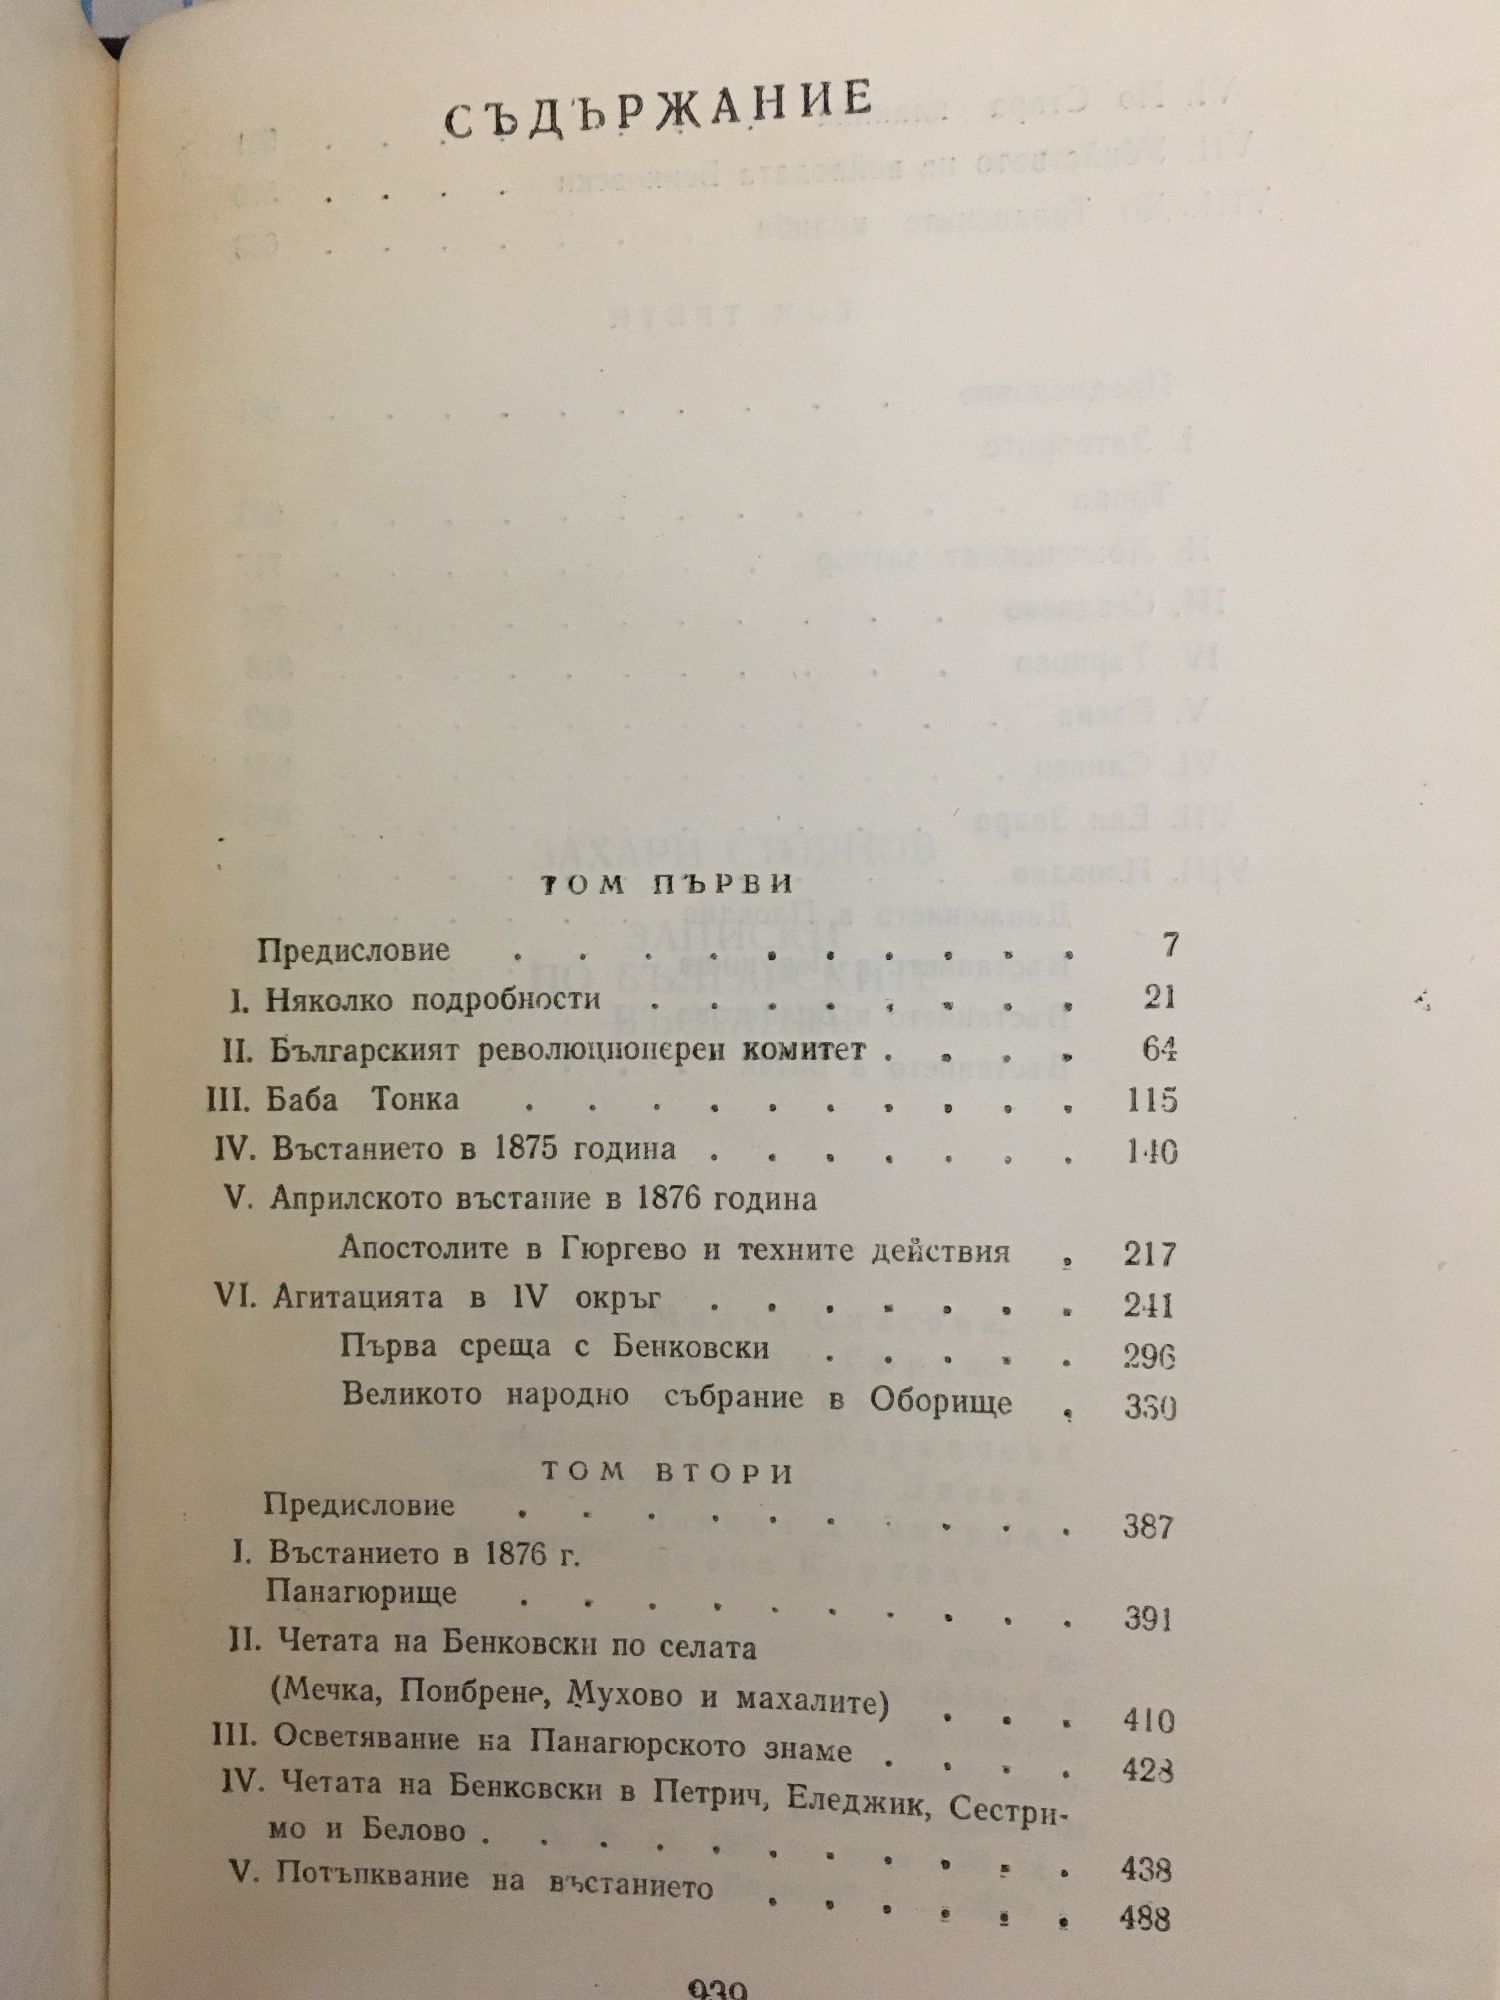 СЪДЪРЖАНИЕ
ТОМ ПЪРВИ
Предисловие . . . . . . . . . . 7
I. Няколко подробности . . . . . . . . 21
II. Българският революционерен комитет . . . . 64
III. Баба Тонка . . . . . . . . . . 115
IV. Въстанието в 1875 година . . . . . . . 140
V. Априлското въстание в 1876 година
Апостолите в Гюргево и техните действия . 217
VI. Агитацията в IV окръг . . . . . . . 241
Първа среща с Бенковски . . . . . 296
Великото народно събрание в Оборище . 360
ТОМ ВТОРИ
Предисловие . . . . . . . . . . 387
I. Въстанието в 1876 г.
Панагюрище . . . . . . . . . . 391
II. Четата на Бенковски по селата
(Мечка, Поибрене, Мухово и махалите) . . . 410
III. Осветявание на Панагюрското знаме . . . . 428
IV. Четата на Бенковски в Петрич, Еледжик, Сестри-
мо и Белово . . . . . . . . . . . 438
V. Потъпквание на въстанието . . . . . . 488
939